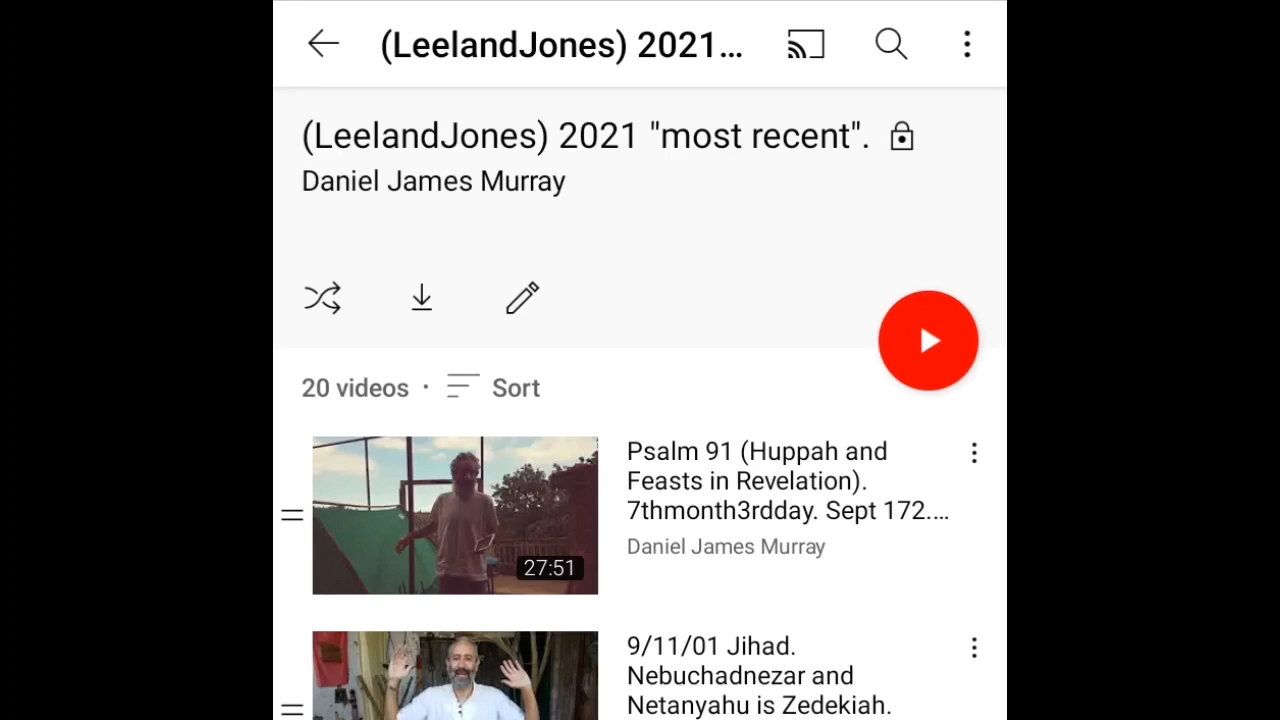 (LeelandJones) 2021...
(LeelandJones) 2021 "most recent".
Daniel James Murray
20 videos · Sort
Psalm 91 (Huppah and
Feasts in Revelation).
7thmonth3rdday. Sept 172....
Daniel James Murray
27:51
9/11/01 Jihad.
Nebuchadnezar and
Netanyahu is Zedekiah.